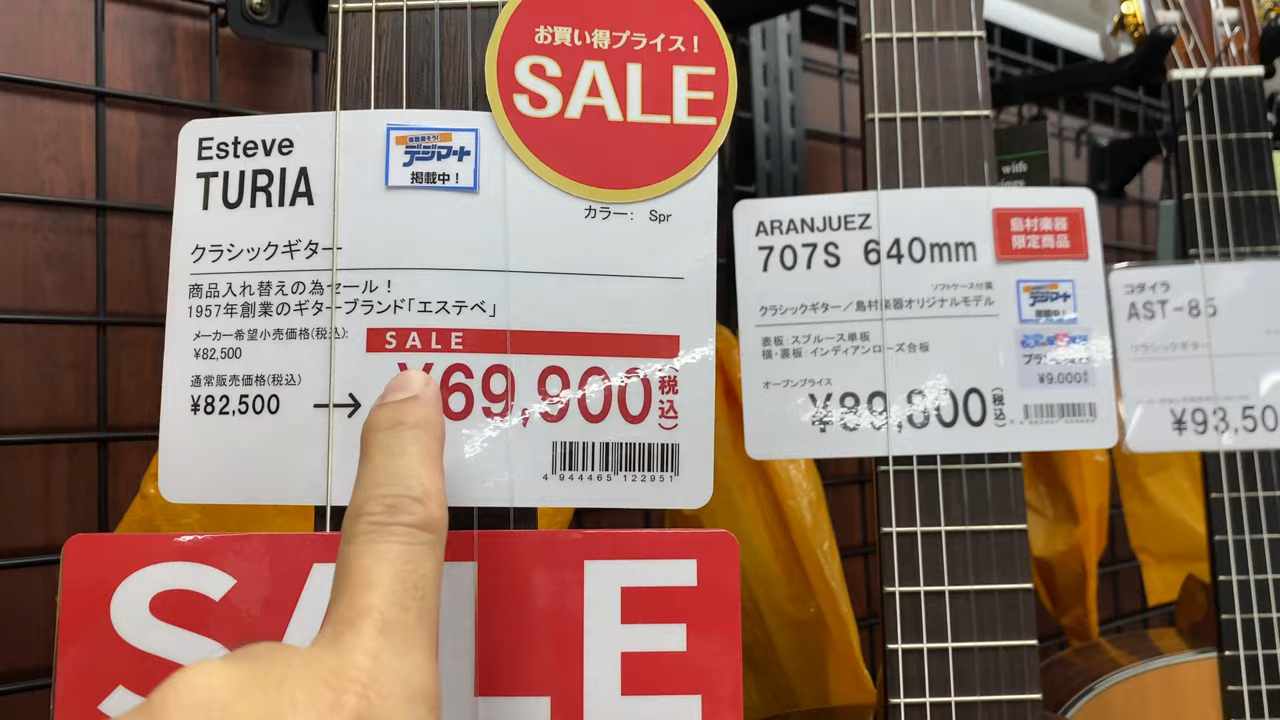 お買い得プライス!
SALE
Esteve
TURIA
デジマート
掲載中!
カラー: Spr
クラシックギター
商品入れ替えの為セール!
1957年創業のギターブランド「エステベ」
メーカー希望小売価格(税込):
¥82,500
通常販売価格(税込)
¥82,500 →
SALE
¥69,900(税込)
4 944465 122951
SALE
with
ARANJUEZ
707S 640mm
島村楽器
限定商品
ソフトケース付属
クラシックギター/島村楽器オリジナルモデル
デジマート
掲載中!
表板:スプルース単板
横・裏板:インディアンローズ合板
オープンプライス
¥89,800(税込)
¥9,000
コダイラ
AST-85
クラシックギター
¥93,50